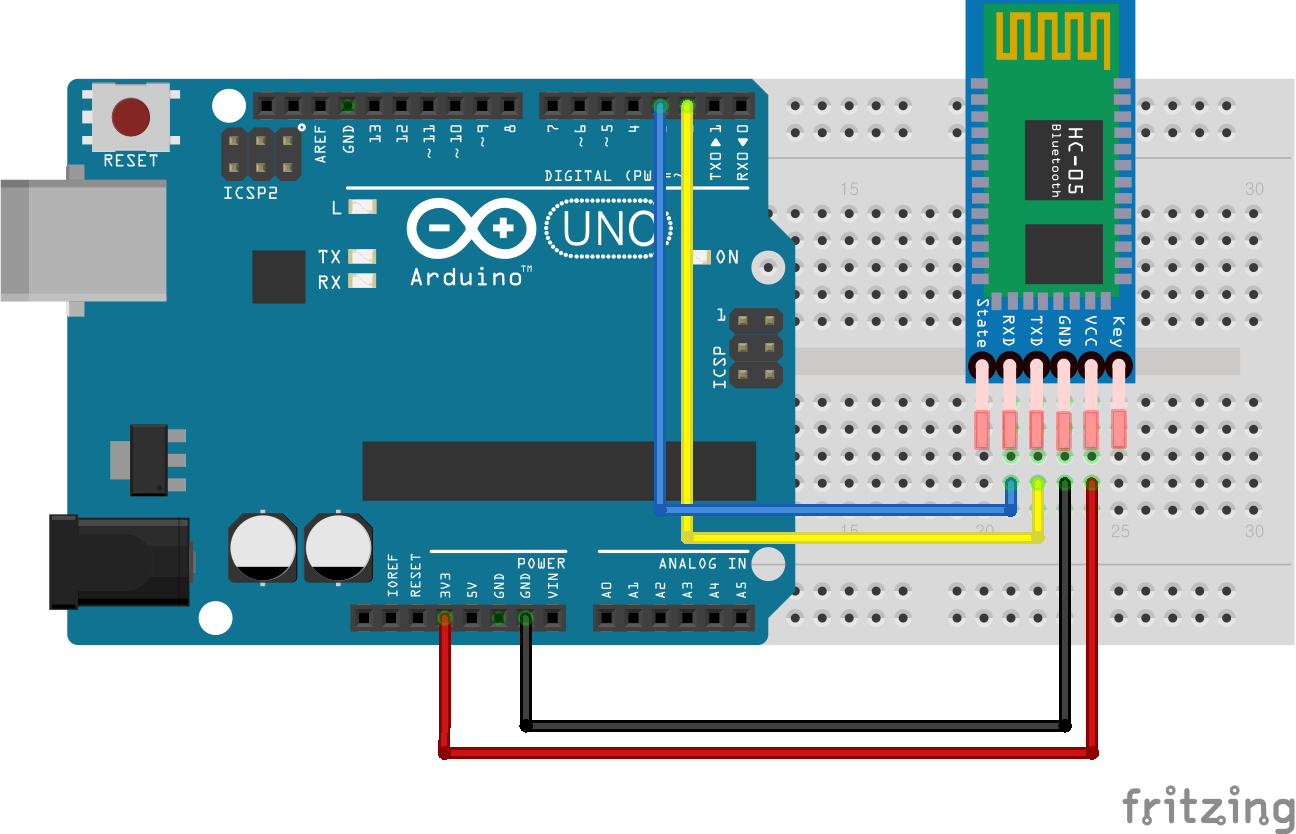 RESET
ICSP2
AREF
GND
13
12
~11
~10
~9
8
7
~6
~5
4
TX0▶1
RX0◀0
DIGITAL (PW
L
TX
RX
UNO
Arduino™
ON
1
ICSP
IOREF
RESET
3V3
5V
GND
GND
VIN
POWER
ANALOG IN
A0
A1
A2
A3
A4
A5
HC-05
Bluetooth
State
RXD
TXD
GND
VCC
Key
15
30
15
20
25
30
fritzing